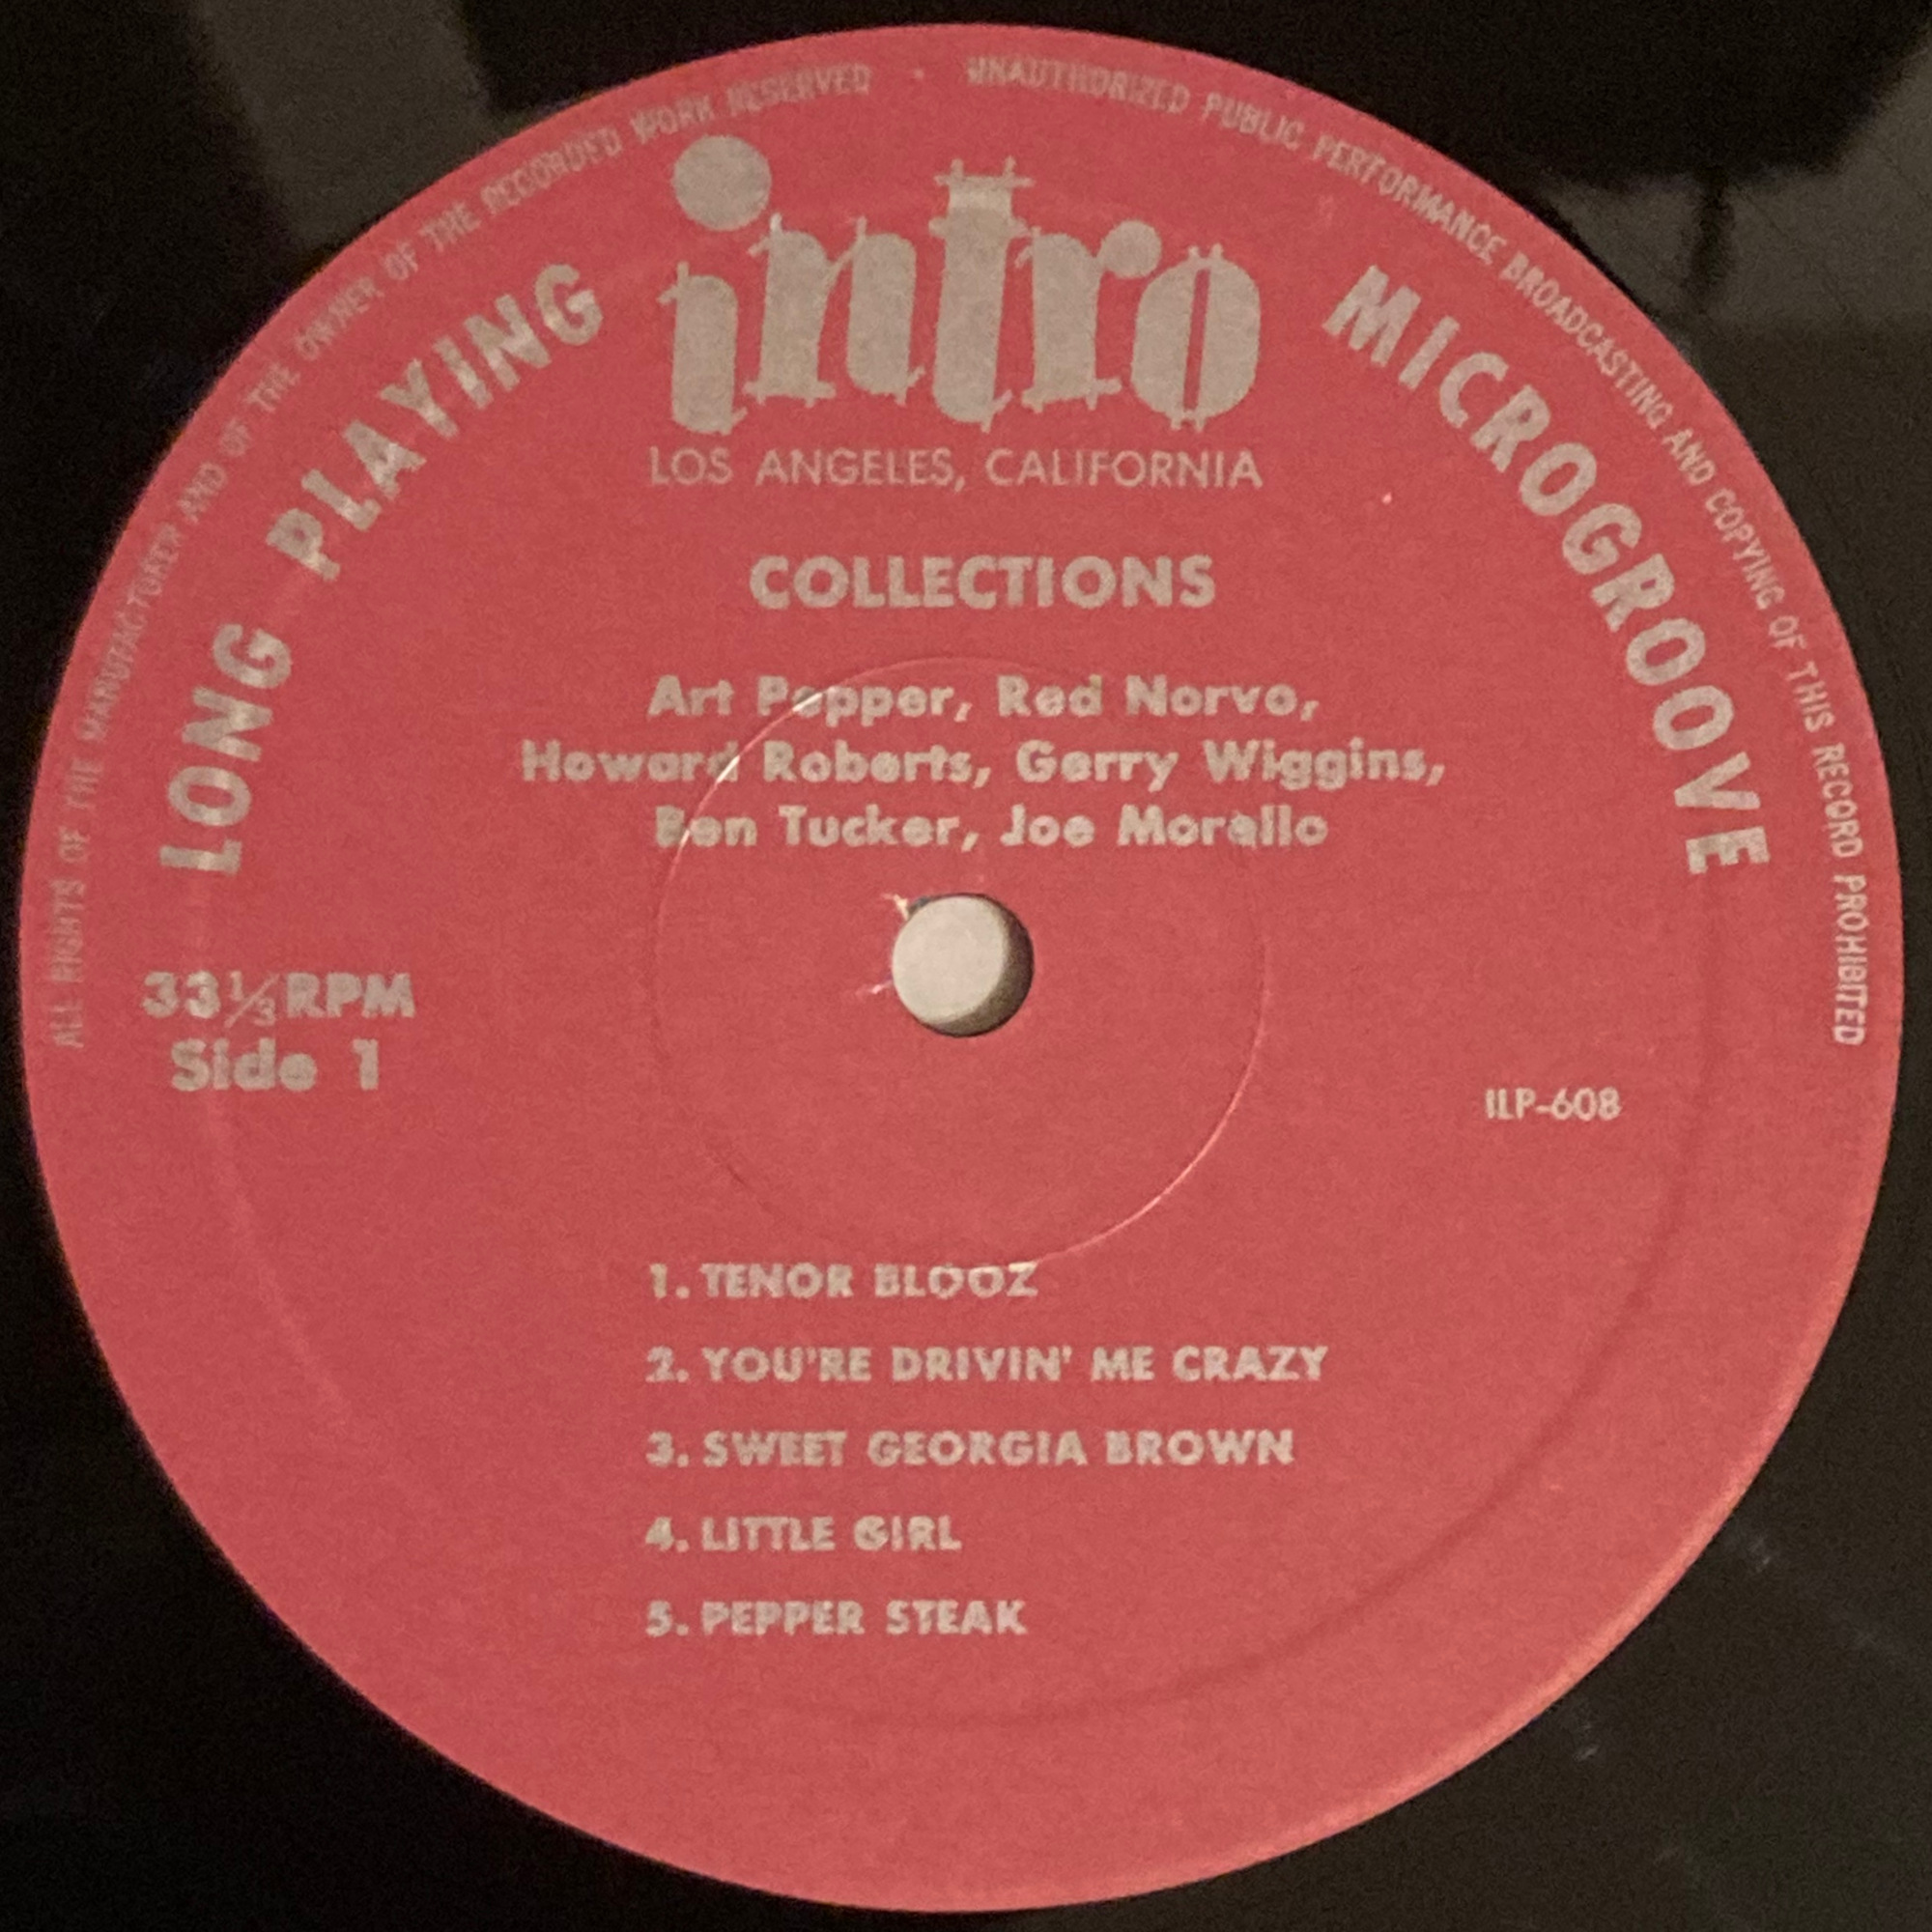 ALL RIGHTS OF THE MANUFACTURER AND OF THE OWNER OF THE RECORDED WORK RESERVED · UNAUTHORIZED PUBLIC PERFORMANCE BROADCASTING AND COPYING OF THIS RECORD PROHIBITED
LONG PLAYING
intro
MICROGROOVE
LOS ANGELES, CALIFORNIA
COLLECTIONS
Art Pepper, Red Norvo,
Howard Roberts, Gerry Wiggins,
Ben Tucker, Joe Morello
33⅓ RPM
Side 1
ILP-608
1. TENOR BLOOZ
2. YOU'RE DRIVIN' ME CRAZY
3. SWEET GEORGIA BROWN
4. LITTLE GIRL
5. PEPPER STEAK